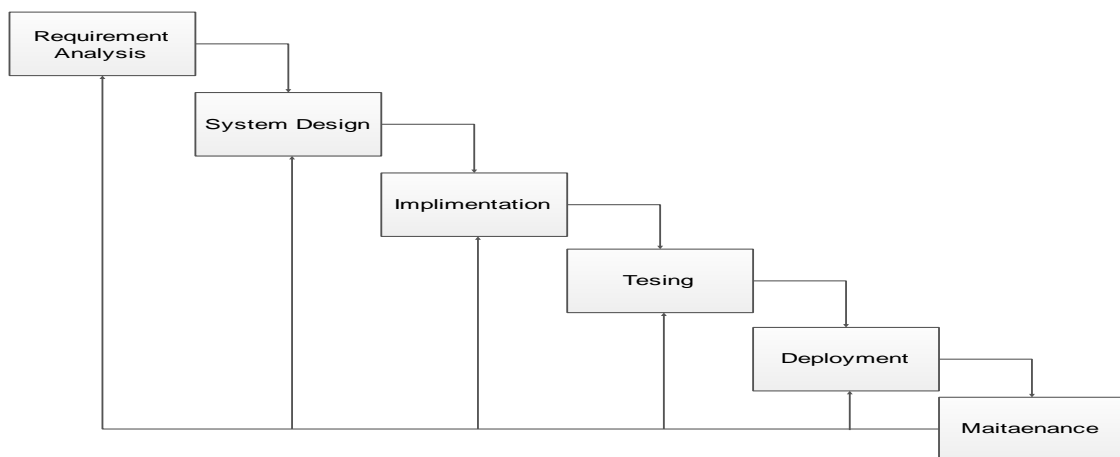 Requirement
Analysis
System Design
Implimentation
Tesing
Deployment
Maitaenance